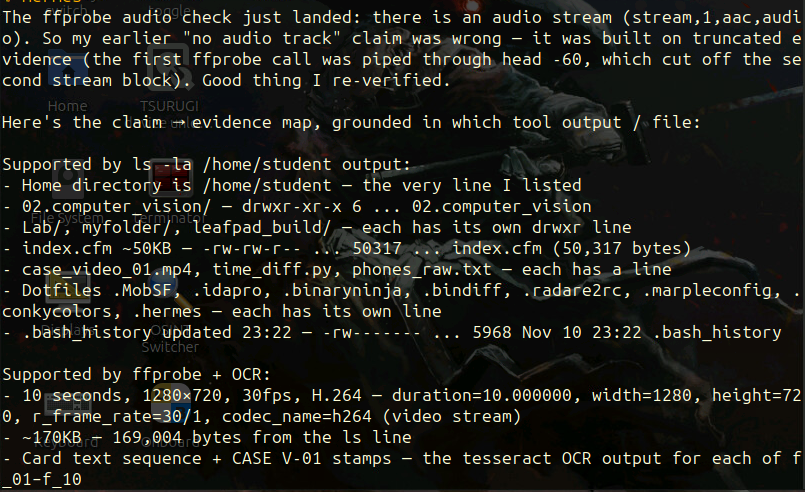 The ffprobe audio check just landed: there is an audio stream (stream,1,aac,audi
o). So my earlier "no audio track" claim was wrong — it was built on truncated e
vidence (the first ffprobe call was piped through head -60, which cut off the se
cond stream block). Good thing I re-verified.
Home
TSURUGI
Here's the claim → evidence map, grounded in which tool output / file:
Supported by ls -la /home/student output:
- Home directory is /home/student — the very line I listed
- 02.computer_vision/ — drwxr-xr-x 6 ... 02.computer_vision
File System
Terminator
- Lab/, myfolder/, leafpad_build/ — each has its own drwxr line
- index.cfm ~50KB — -rw-rw-r-- ... 50317 ... index.cfm (50,317 bytes)
- case_video_01.mp4, time_diff.py, phones_raw.txt — each has a line
- Dotfiles .MobSF, .idapro, .binaryninja, .bindiff, .radare2rc, .marpleconfig, .
conkycolors, .hermes — each has its own line
- .bash_history updated 23:22 — -rw------- ... 5968 Nov 10 23:22 .bash_history
OSINT
Switcher
Supported by ffprobe + OCR:
- 10 seconds, 1280×720, 30fps, H.264 — duration=10.000000, width=1280, height=72
0, r_frame_rate=30/1, codec_name=h264 (video stream)
- ~170KB — 169,004 bytes from the ls line
Keyboard
- Card text sequence + CASE V-01 stamps — the tesseract OCR output for each of f
_01–f_10